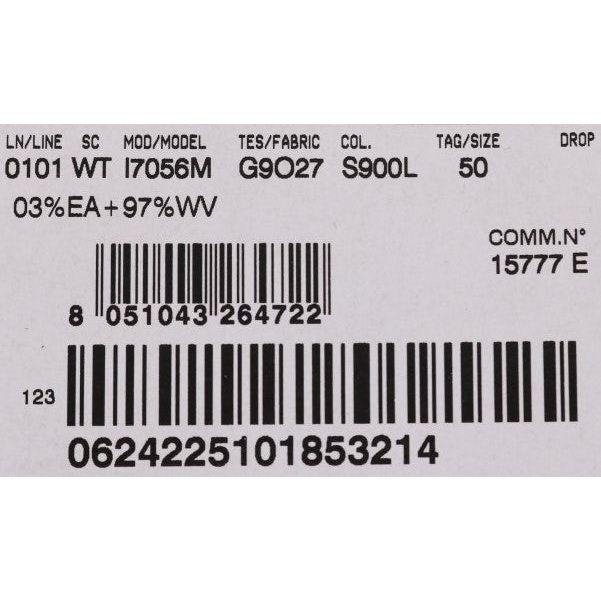 LN/LINE SC MOD/MODEL TES/FABRIC COL. TAG/SIZE DROP
0101 WT I7056M G9O27 S900L 50
03%EA+97%WV
COMM.N°
15777 E
8 051043 264722
123
0624225101853214